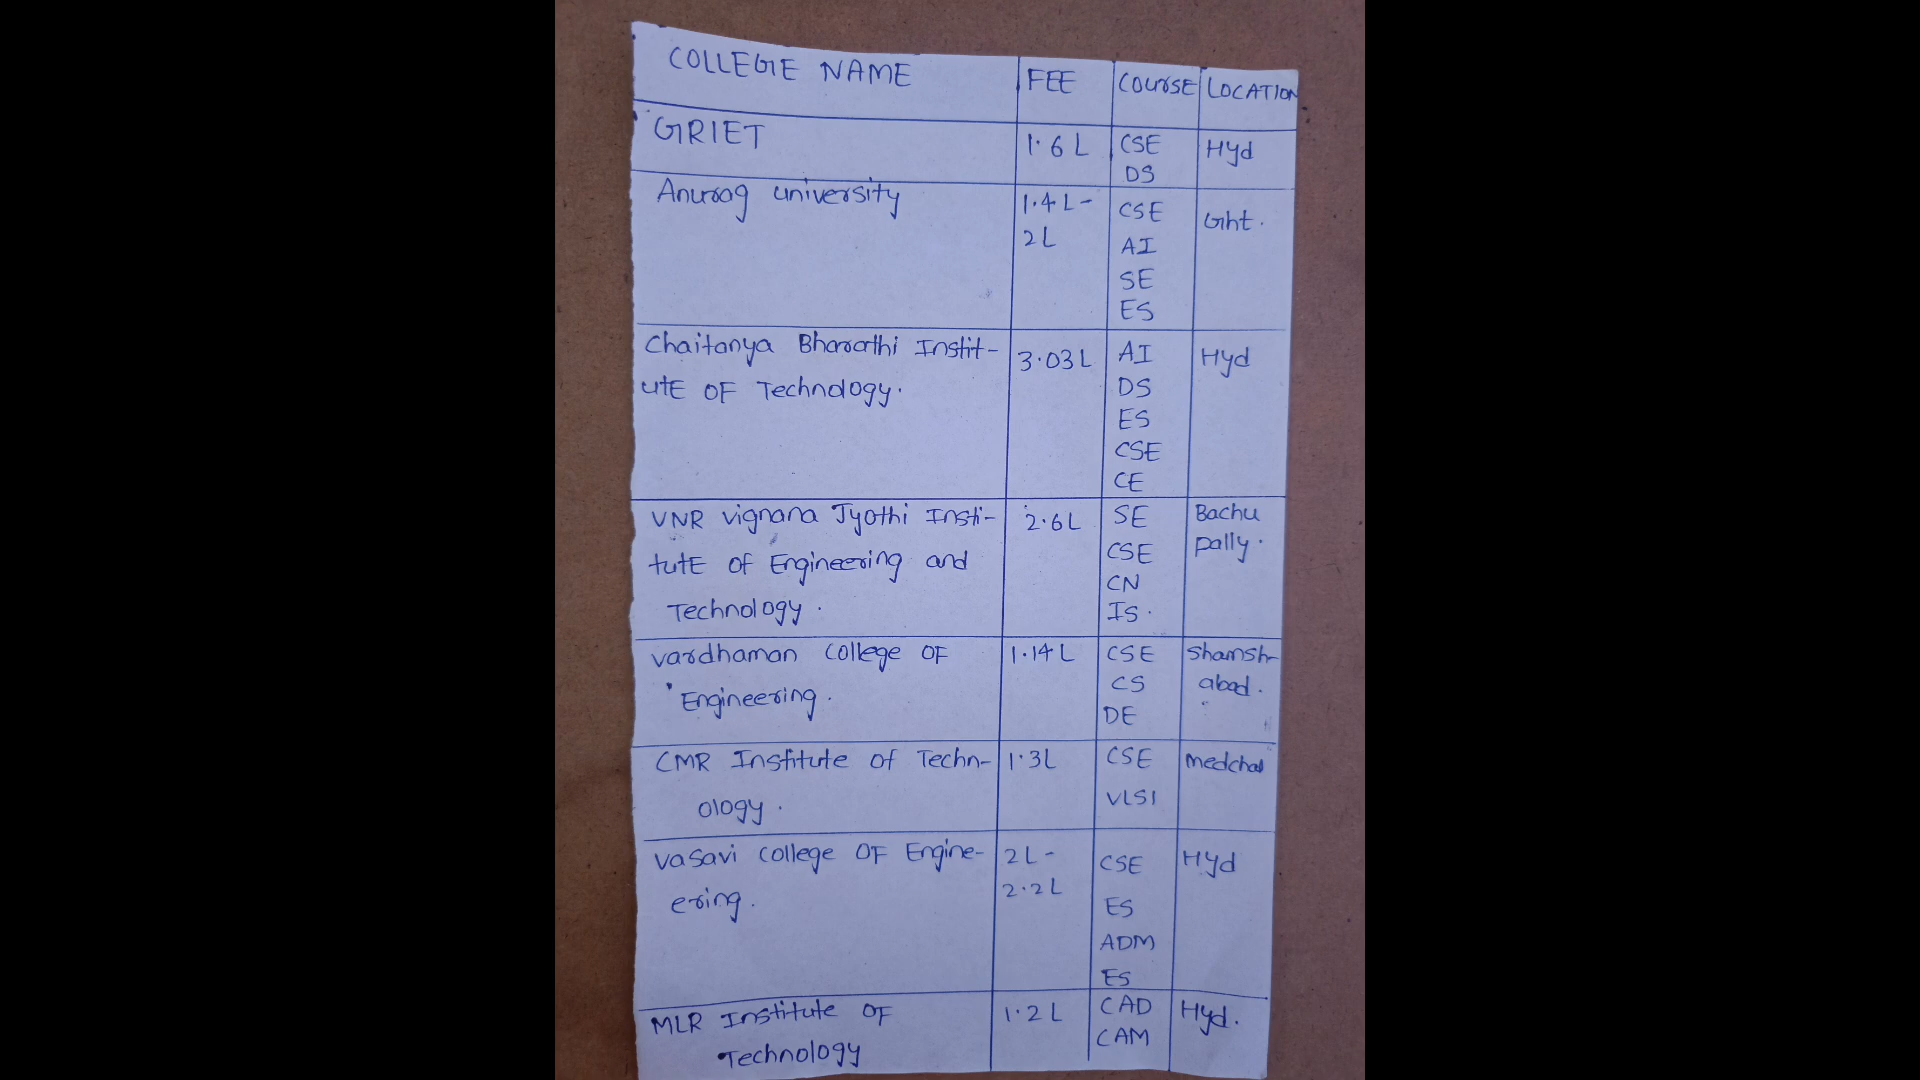 COLLEGE NAME FEE COURSE LOCATION
GRIET 1.6 L CSE Hyd
DS
Anurag university 1.4 L - CSE Ght.
2L AI
SE
ES
Chaitanya Bharathi Instit- 3.03 L AI Hyd
utE OF Technology. DS
ES
CSE
CE
VNR Vignana Jyothi Insti- 2.6 L SE Bachu
tutE of Engineering and CSE pally.
Technology. CN
IS.
vardhaman College OF 1.14 L CSE Shamsh-
Engineering. CS abad.
DE
CMR Institute of Techn- 1.3L CSE Medchal
ology. VLSI
Vasavi College OF Engine- 2L - CSE Hyd
ering. 2.2 L ES
ADM
ES
MLR Institute OF 1.2 L CAD Hyd.
Technology CAM